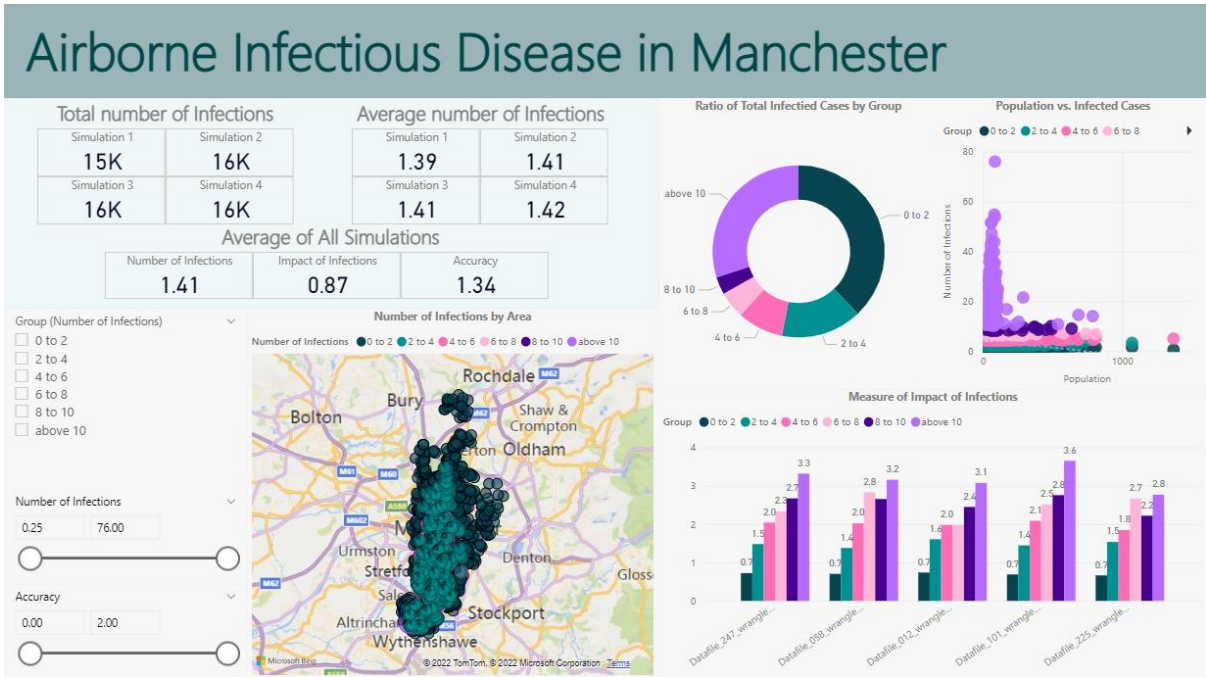 Airborne Infectious Disease in Manchester
Total number of Infections
Simulation 1
15K
Simulation 2
16K
Simulation 3
16K
Simulation 4
16K
Average number of Infections
Simulation 1
1.39
Simulation 2
1.41
Simulation 3
1.41
Simulation 4
1.42
Average of All Simulations
Number of Infections
1.41
Impact of Infections
0.87
Accuracy
1.34
Group (Number of Infections)
0 to 2
2 to 4
4 to 6
6 to 8
8 to 10
above 10
Number of Infections
0.25 76.00
Accuracy
0.00 2.00
Number of Infections by Area
Number of Infections 0 to 2 2 to 4 4 to 6 6 to 8 8 to 10 above 10
Rochdale M62
Bury
Bolton
M62
Shaw &
Crompton
erton Oldham
M61
M60
A580
M602
M
Urmston
Denton
Stretfo
Gloss
M62
Sale
Stockport
Altrincha
M56
Wythenshawe
Microsoft Bing
© 2022 TomTom, © 2022 Microsoft Corporation Terms
Ratio of Total Infectied Cases by Group
above 10
0 to 2
8 to 10
6 to 8
4 to 6
2 to 4
Population vs. Infected Cases
Group 0 to 2 2 to 4 4 to 6 6 to 8
80
60
40
20
0
Number of Infections
1000
Population
Measure of Impact of Infections
Group 0 to 2 2 to 4 4 to 6 6 to 8 8 to 10 above 10
4
3
2
1
0
0.7 1.5 2.0 2.3 2.7 3.3
0.7 1.4 2.0 2.8 3.2
0.7 1.6 2.0 2.4 3.1
0.7 1.4 2.1 2.5 2.8 3.6
0.7 1.5 1.8 2.7 2.2 2.8
Datafile_247_wrangle...
Datafile_058_wrangle...
Datafile_012_wrangle...
Datafile_101_wrangle...
Datafile_225_wrangle...